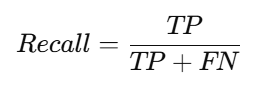 Recall = TP / (TP + FN)